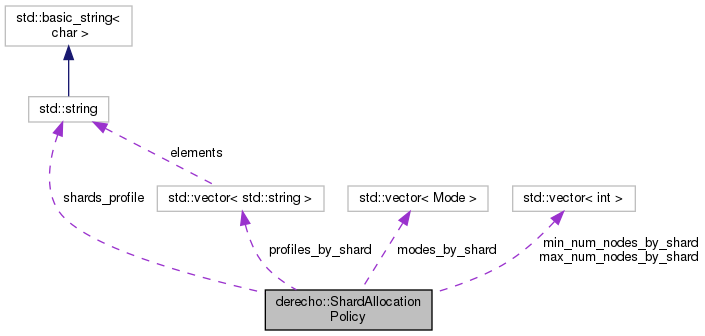 std::basic_string<
char >
std::string
elements
shards_profile
std::vector< std::string >
std::vector< Mode >
std::vector< int >
profiles_by_shard
modes_by_shard
min_num_nodes_by_shard
max_num_nodes_by_shard
derecho::ShardAllocation
Policy